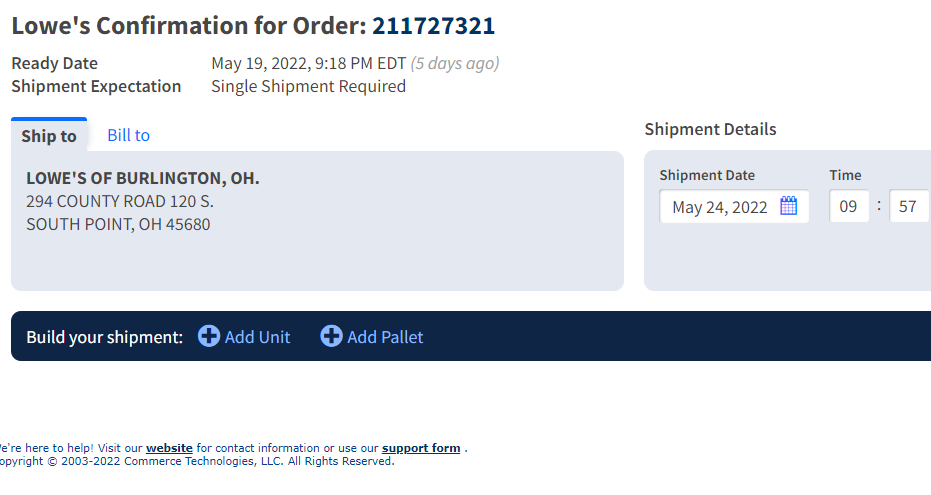 Lowe's Confirmation for Order: 211727321
Ready Date May 19, 2022, 9:18 PM EDT (5 days ago)
Shipment Expectation Single Shipment Required
Ship to Bill to
LOWE'S OF BURLINGTON, OH.
294 COUNTY ROAD 120 S.
SOUTH POINT, OH 45680
Shipment Details
Shipment Date Time
May 24, 2022 09 : 57
Build your shipment: Add Unit Add Pallet
e're here to help! Visit our website for contact information or use our support form .
opyright © 2003-2022 Commerce Technologies, LLC. All Rights Reserved.